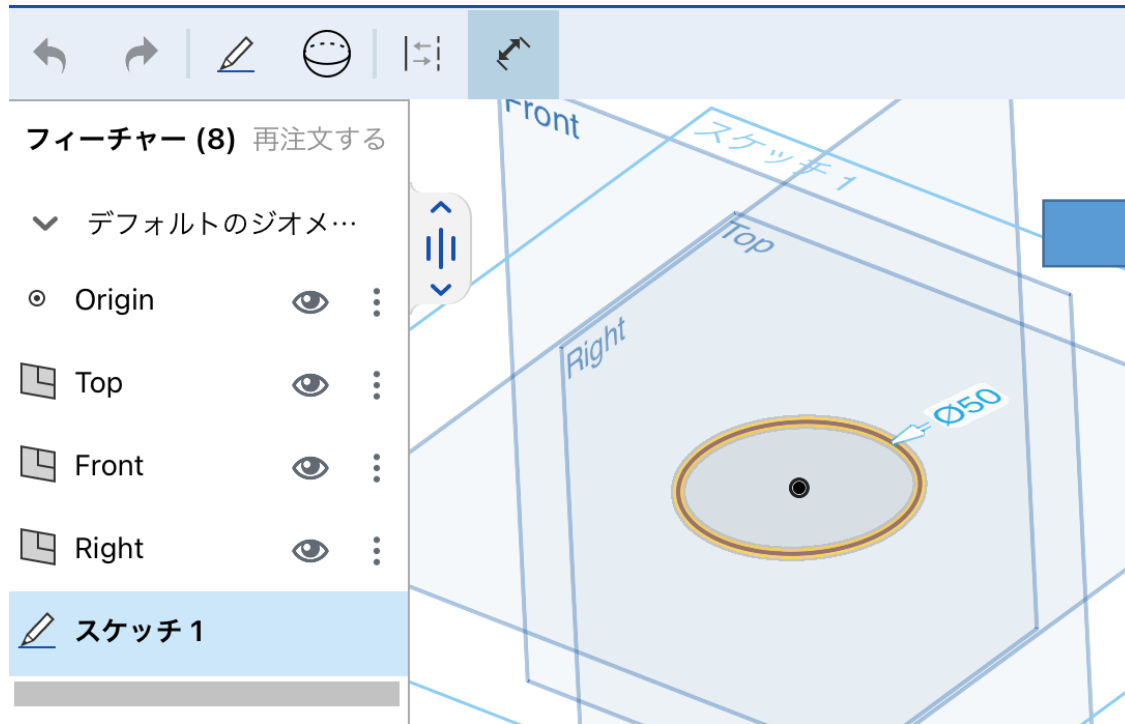 フィーチャー (8) 再注文する
デフォルトのジオメ…
Origin
Top
Front
Right
スケッチ 1
Front
スケッチ 1
Top
Right
Ø50